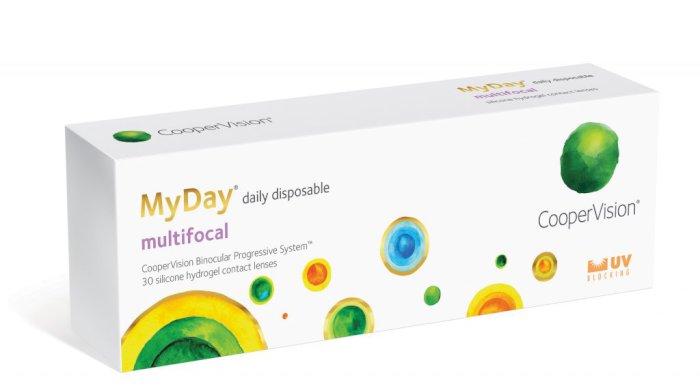 MyDay® daily disposable
multifocal
silicone hydrogel contact lenses
CooperVision®
MyDay® daily disposable
multifocal
CooperVision Binocular Progressive System™
30 silicone hydrogel contact lenses
CooperVision®
UV
BLOCKING